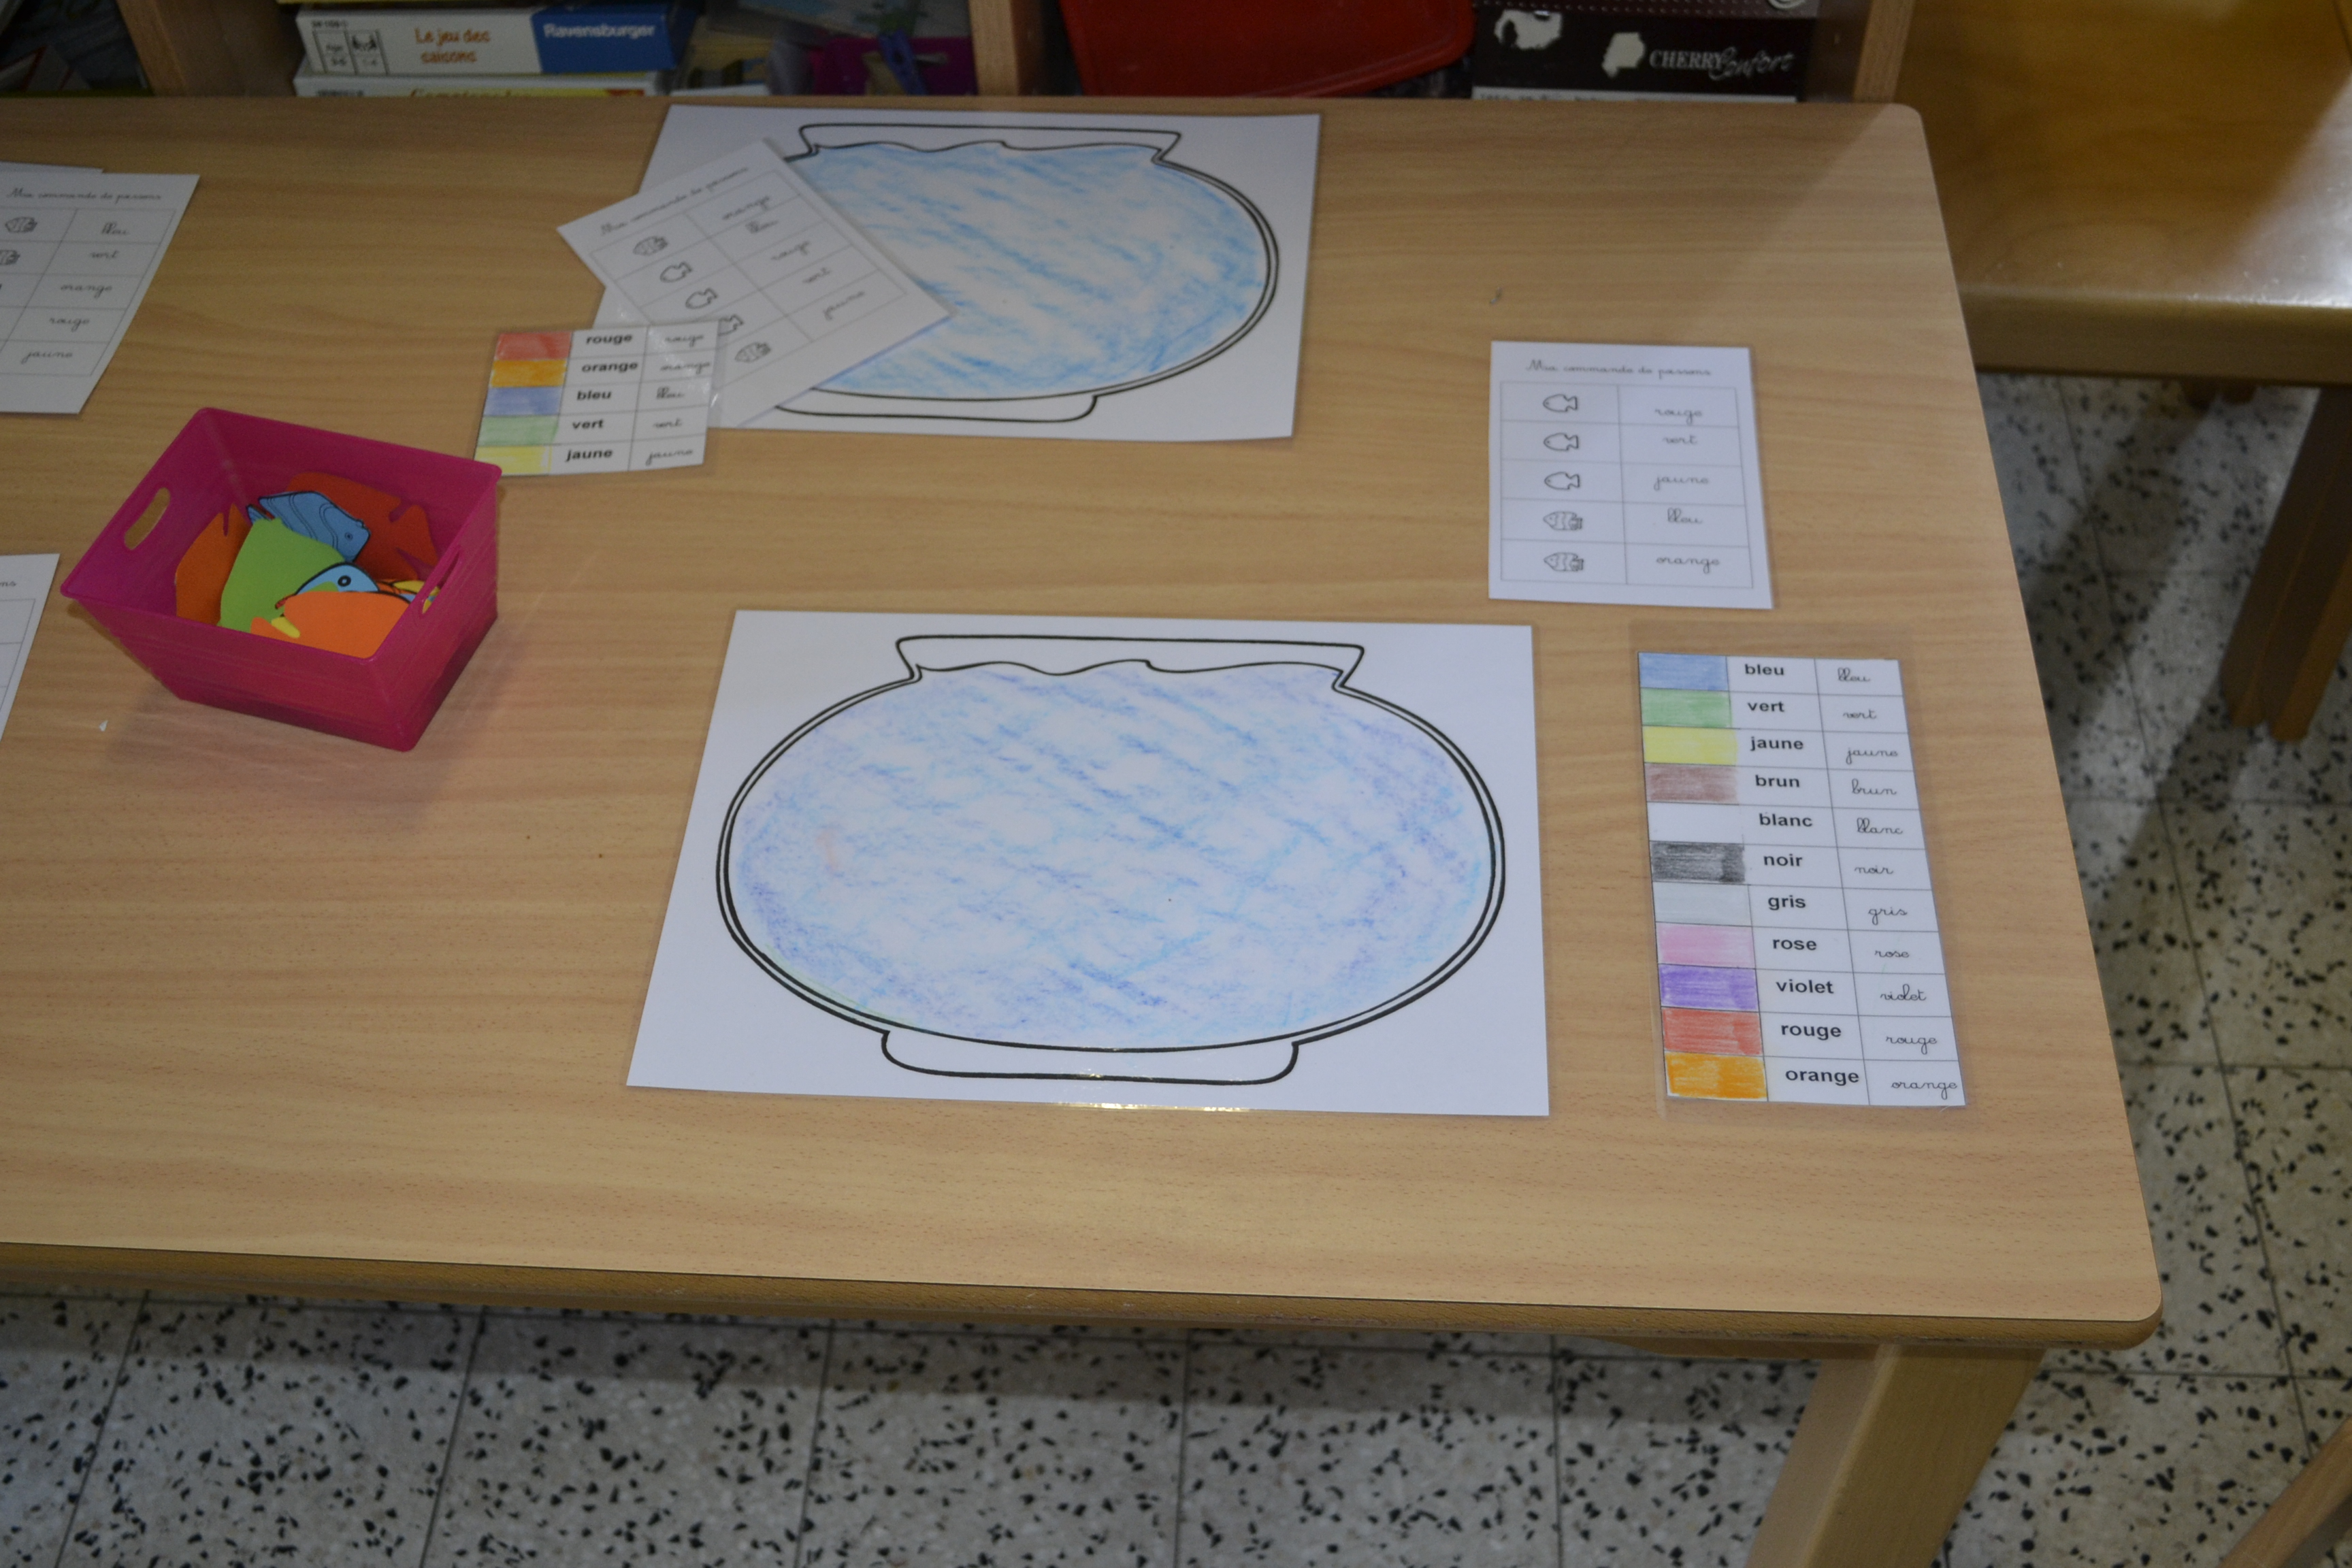 Le jeu des
saisons
Ravensburger
CHERRY Confort
Ma commande de poissons
bleu
vert
orange
rouge
jaune
Ma commande de poissons
orange
bleu
rouge
vert
jaune
rouge rouge
orange orange
bleu bleu
vert vert
jaune jaune
Ma commande de poissons
rouge
vert
jaune
bleu
orange
bleu bleu
vert vert
jaune jaune
brun brun
blanc blanc
noir noir
gris gris
rose rose
violet violet
rouge rouge
orange orange